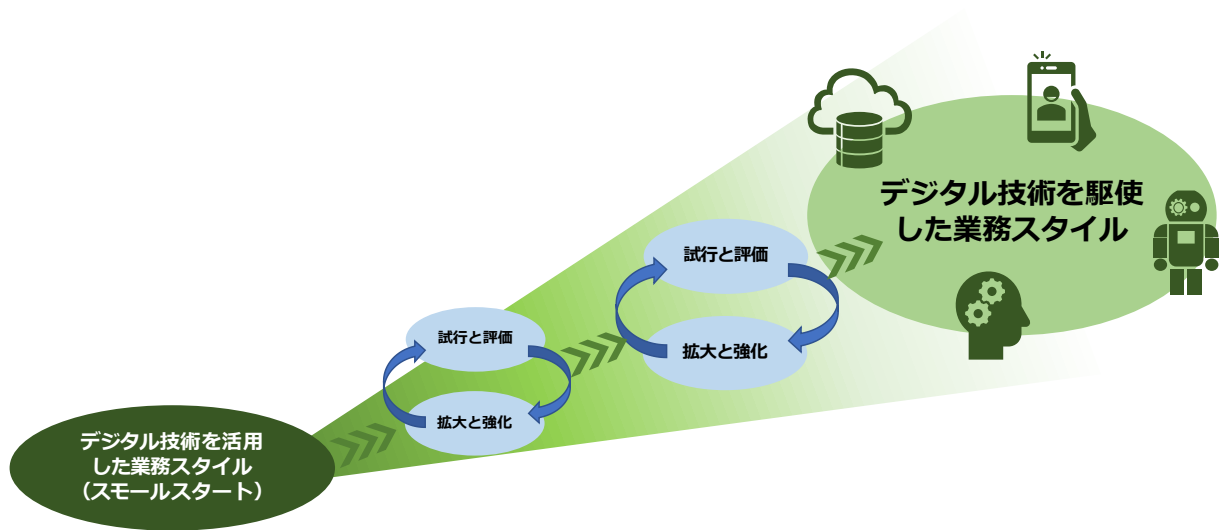 デジタル技術を駆使
した業務スタイル
試行と評価
拡大と強化
試行と評価
拡大と強化
デジタル技術を活用
した業務スタイル
（スモールスタート）